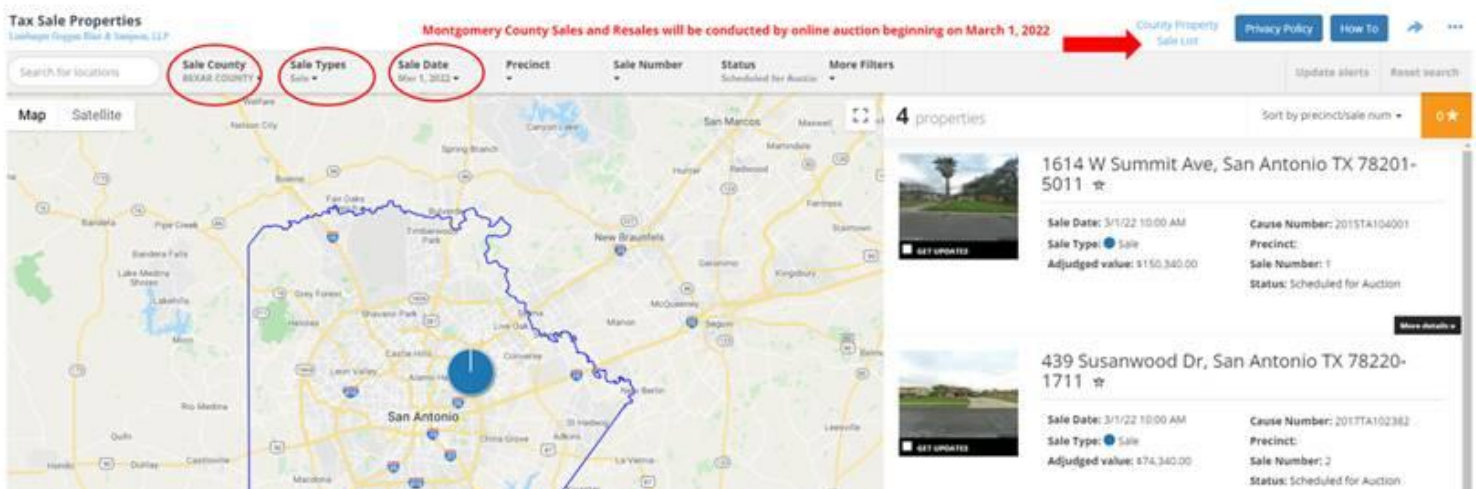 Tax Sale Properties
Linebarger Goggan Blair & Sampson, LLP
Montgomery County Sales and Resales will be conducted by online auction beginning on March 1, 2022
County Property
Sale List
Privacy Policy
How To
Search for locations
Sale County
BEXAR COUNTY
Sale Types
Sale
Sale Date
Mar 1, 2022
Precinct
Sale Number
Status
Scheduled for Auction
More Filters
Update alerts
Reset search
Map
Satellite
4 properties
Sort by precinct/sale num
0
1614 W Summit Ave, San Antonio TX 78201-
5011
Sale Date: 3/1/22 10:00 AM
Cause Number: 2015TA104001
Sale Type: Sale
Precinct:
Adjudged value: $150,340.00
Sale Number: 1
Status: Scheduled for Auction
GET UPDATES
More details »
439 Susanwood Dr, San Antonio TX 78220-
1711
Sale Date: 3/1/22 10:00 AM
Cause Number: 2017TA102382
Sale Type: Sale
Precinct:
Adjudged value: $74,340.00
Sale Number: 2
Status: Scheduled for Auction
GET UPDATES
Nelson City
Canyon Lake
San Marcos
Maxwell
Martindale
Spring Branch
Hunter
Redwood
Boerne
Fentress
Bandera
Pipe Creek
Fair Oaks
Bulverde
Timberwood
Park
New Braunfels
Stairtown
Bandera Falls
Lake Medina
Shores
Geronimo
Kingsbury
Lakehills
Grey Forest
McQueeney
Helotes
Shavano Park
Live Oak
Marion
Seguin
Mico
Castle Hills
Converse
Leon Valley
New Berlin
Rio Medina
San Antonio
St Hedwig
Quihi
China Grove
Adkins
Leesville
Hondo
Dunlay
Castroville
La Vernia
Macdona